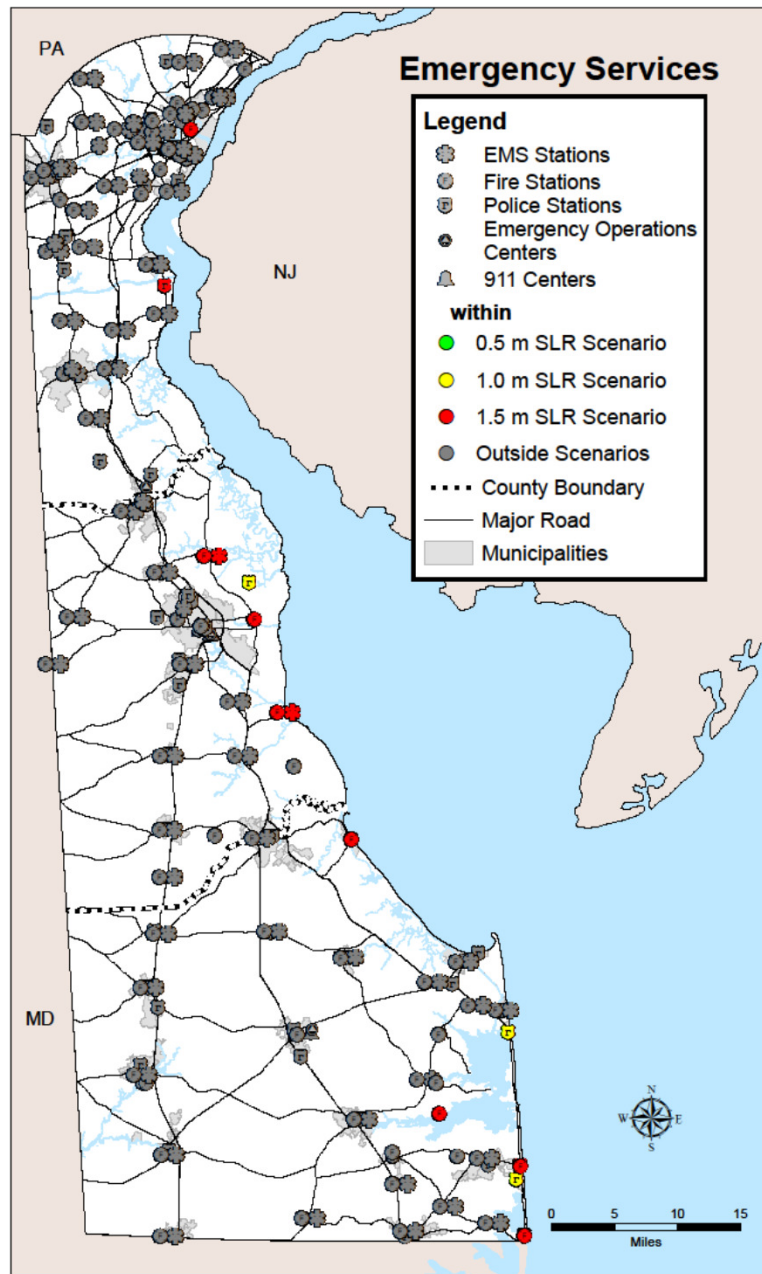 PA
Emergency Services
Legend
EMS Stations
Fire Stations
Police Stations
Emergency Operations
Centers
911 Centers
within
0.5 m SLR Scenario
1.0 m SLR Scenario
1.5 m SLR Scenario
Outside Scenarios
County Boundary
Major Road
Municipalities
NJ
MD
N
W E
S
0 5 10 15
Miles